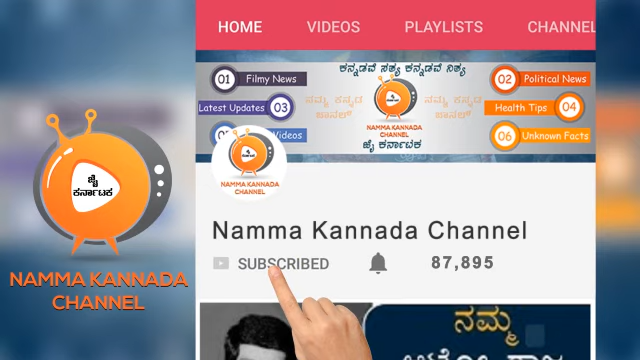 HOME VIDEOS PLAYLISTS CHANNEL
ಕನ್ನಡವೆ ಸತ್ಯ ಕನ್ನಡವೆ ನಿತ್ಯ
01 Filmy News
02 Political News
Latest Updates 03
ನಮ್ಮ ಕನ್ನಡ
ಚಾನಲ್
NAMMA KANNADA
CHANNEL
ನಮ್ಮ ಕನ್ನಡ
ಚಾನಲ್
Health Tips 04
Videos
ಜೈ ಕರ್ನಾಟಕ
06 Unknown Facts
ಜೈ
ಕರ್ನಾಟಕ
NAMMA KANNADA
CHANNEL
NAMMA KANNADA
CHANNEL
Namma Kannada Channel
SUBSCRIBED 87,895
ನಮ್ಮ